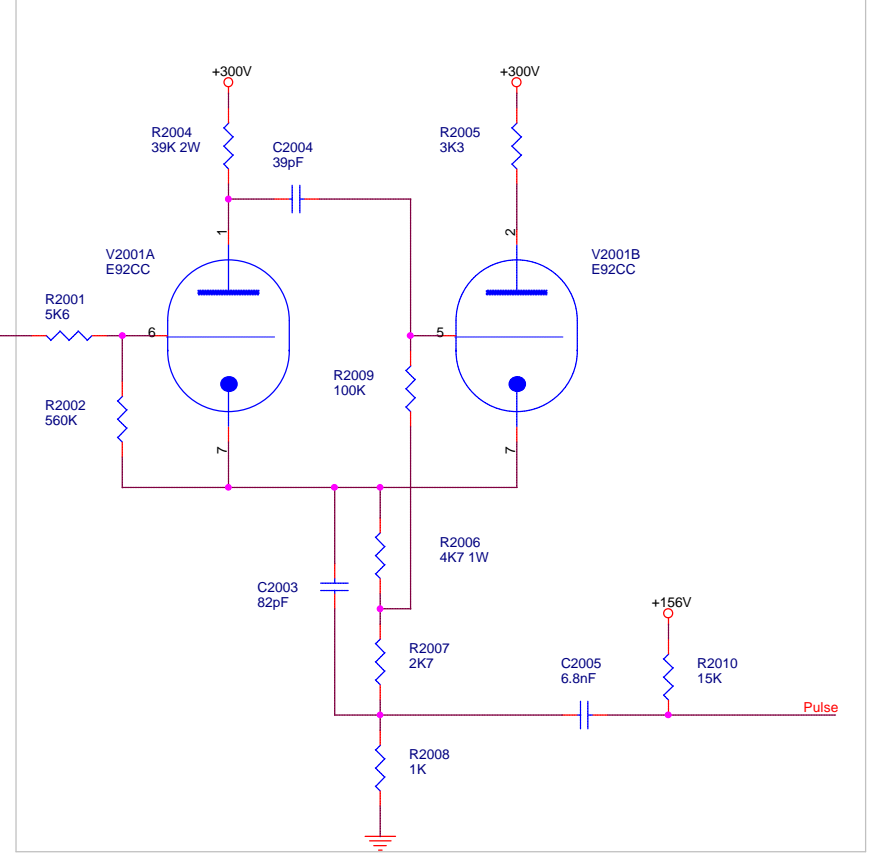 +300V
+300V
R2004
39K 2W
C2004
39pF
R2005
3K3
1
2
V2001A
E92CC
V2001B
E92CC
R2001
5K6
6
5
R2009
100K
R2002
560K
7
7
R2006
4K7 1W
C2003
82pF
+156V
R2007
2K7
C2005
6.8nF
R2010
15K
Pulse
R2008
1K